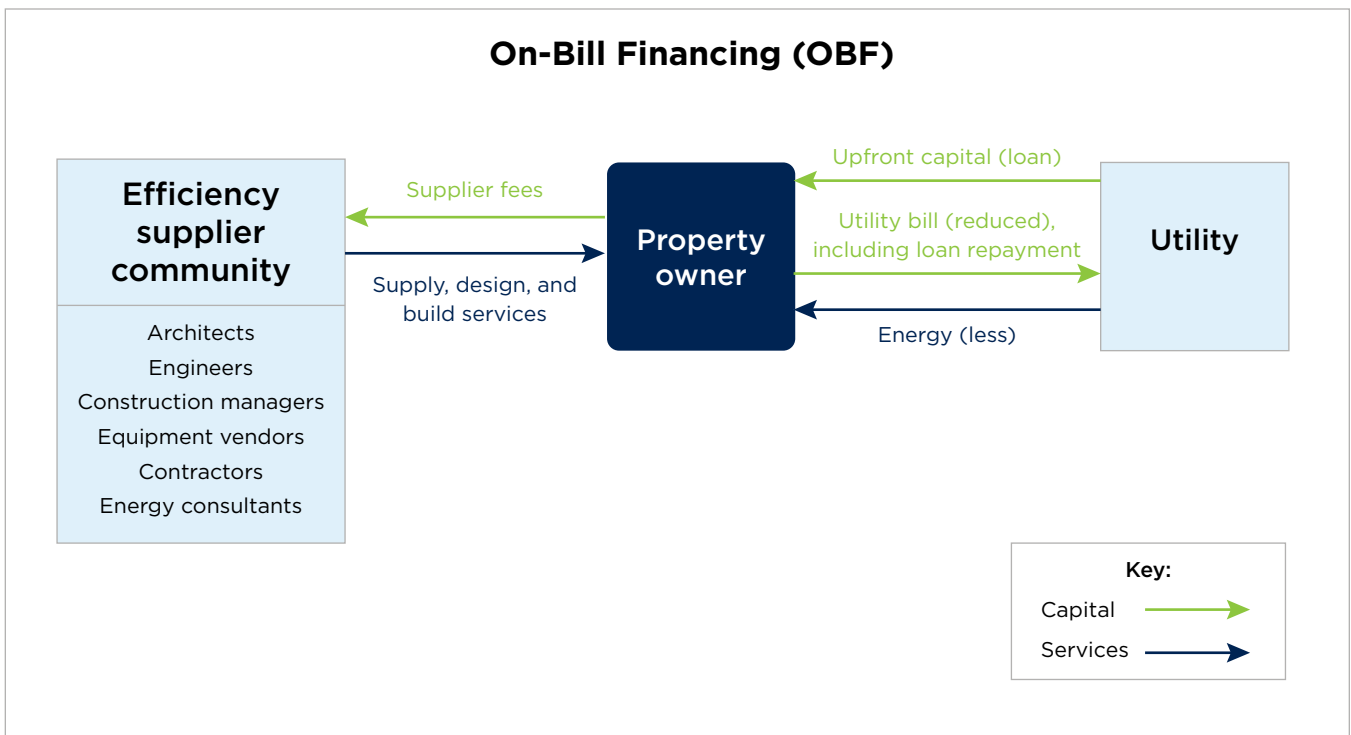 On-Bill Financing (OBF)
Efficiency
supplier
community
Architects
Engineers
Construction managers
Equipment vendors
Contractors
Energy consultants
Supplier fees
Supply, design, and
build services
Property
owner
Upfront capital (loan)
Utility bill (reduced),
including loan repayment
Energy (less)
Utility
Key:
Capital
Services